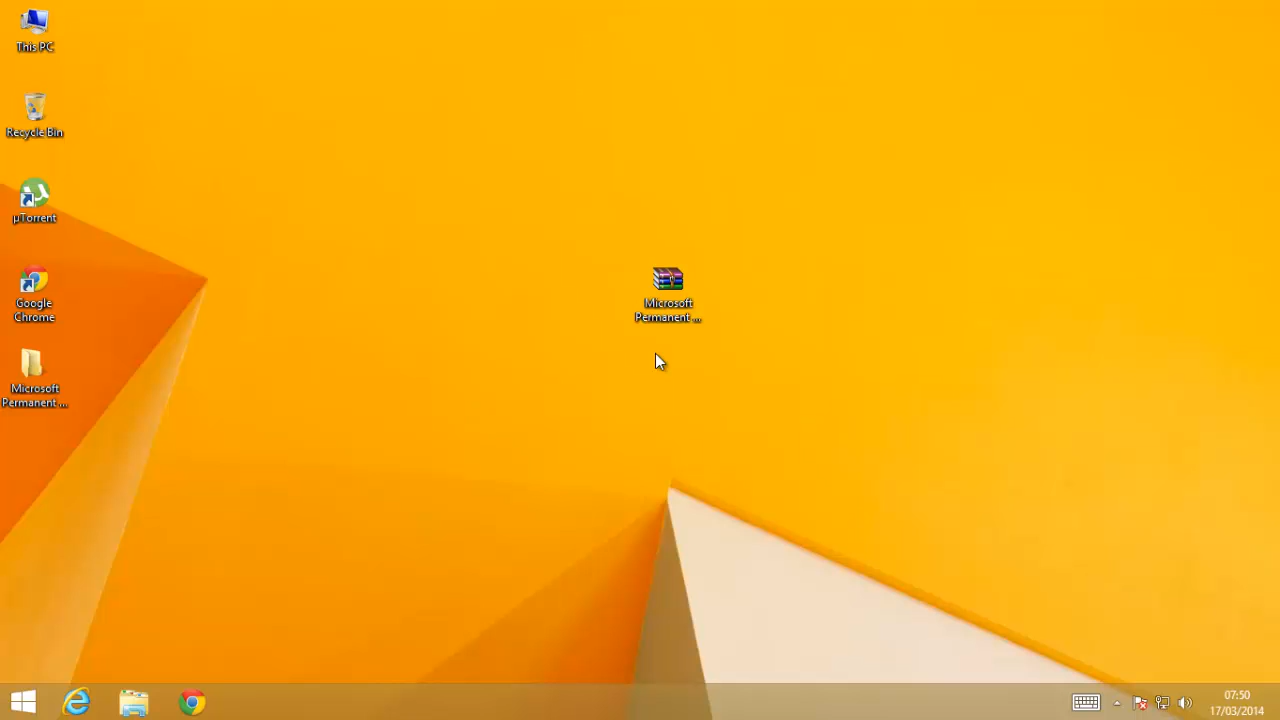 This PC
Recycle Bin
µTorrent
Google
Chrome
Microsoft
Permanent ...
Microsoft
Permanent ...
07:50
17/03/2014